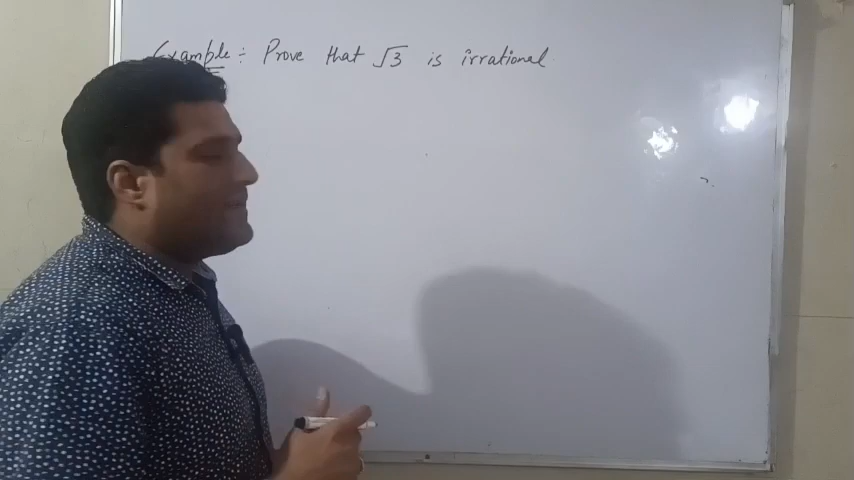 Example ÷ Prove that √3 is irrational.